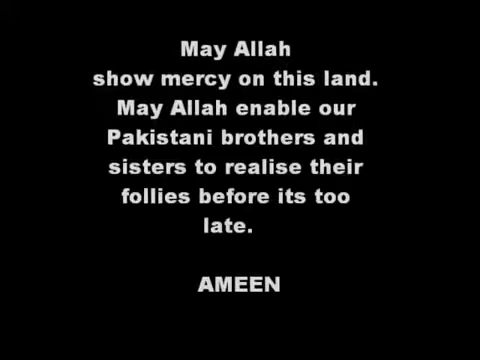 May Allah
show mercy on this land.
May Allah enable our
Pakistani brothers and
sisters to realise their
follies before its too
late.
AMEEN